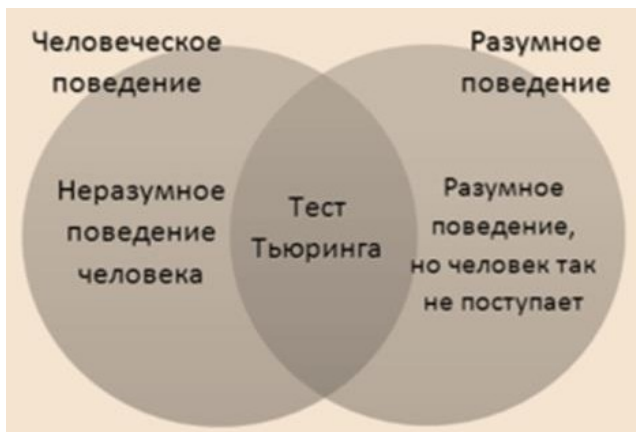 Человеческое
поведение
Разумное
поведение
Неразумное
поведение
человека
Тест
Тьюринга
Разумное
поведение,
но человек так
не поступает